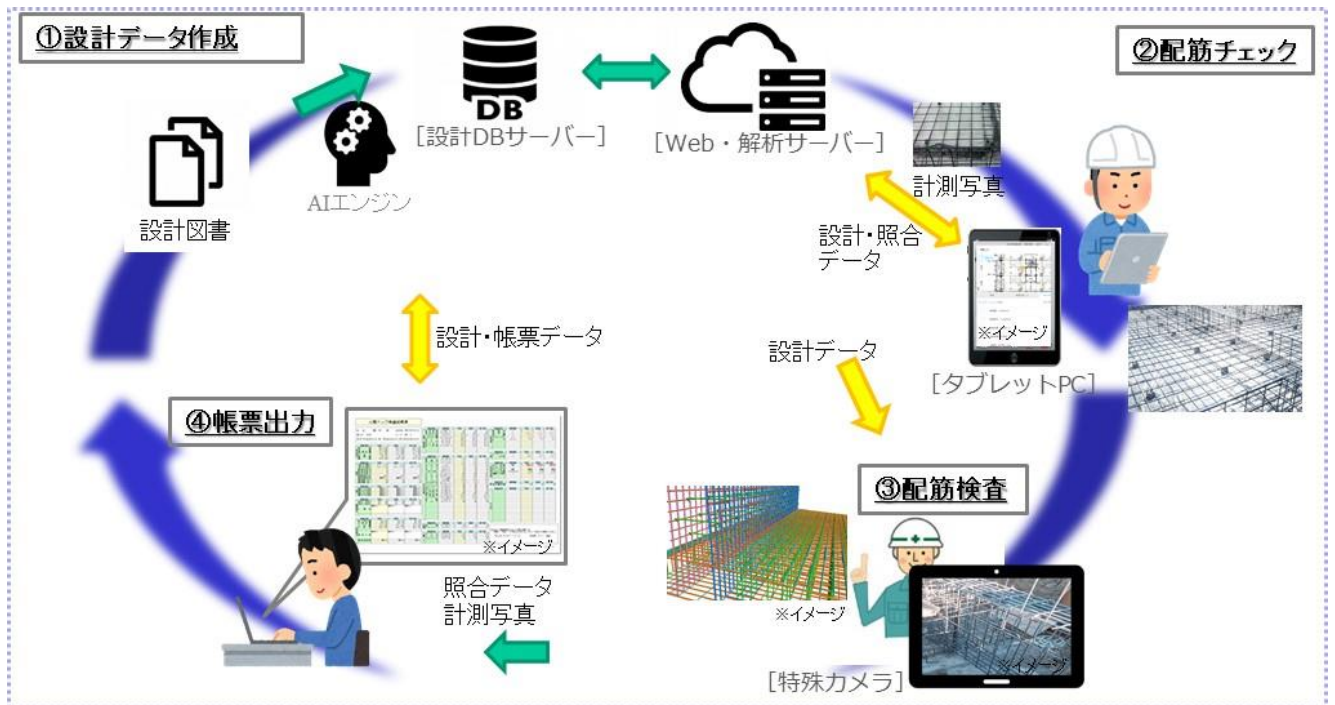 ①設計データ作成
設計図書
AIエンジン
DB
[設計DBサーバー]
[Web・解析サーバー]
②配筋チェック
計測写真
設計・照合
データ
※イメージ
[タブレットPC]
設計・帳票データ
設計データ
③配筋検査
※イメージ
※イメージ
[特殊カメラ]
④帳票出力
※イメージ
照合データ
計測写真